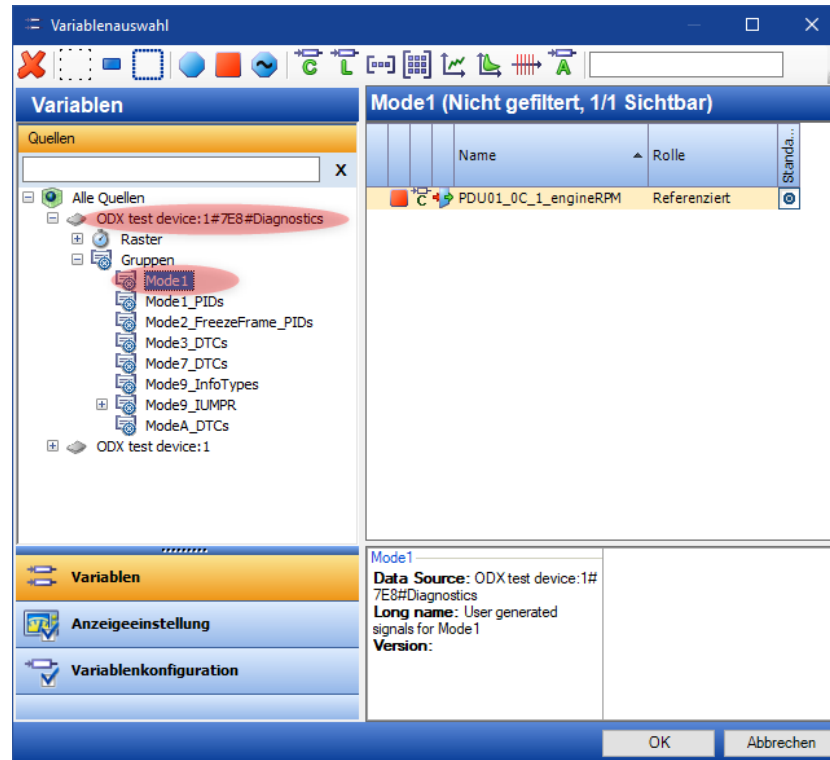 Variablenauswahl
C L A
Variablen
Quellen
X
Alle Quellen
ODX test device:1#7E8#Diagnostics
Raster
Gruppen
Mode1
Mode1_PIDs
Mode2_FreezeFrame_PIDs
Mode3_DTCs
Mode7_DTCs
Mode9_InfoTypes
Mode9_IUMPR
ModeA_DTCs
ODX test device:1
Variablen
Anzeigeeinstellung
Variablenkonfiguration
Mode1 (Nicht gefiltert, 1/1 Sichtbar)
Name Rolle Standa...
C PDU01_0C_1_engineRPM Referenziert
Mode1
Data Source: ODX test device:1#
7E8#Diagnostics
Long name: User generated
signals for Mode1
Version:
OK Abbrechen